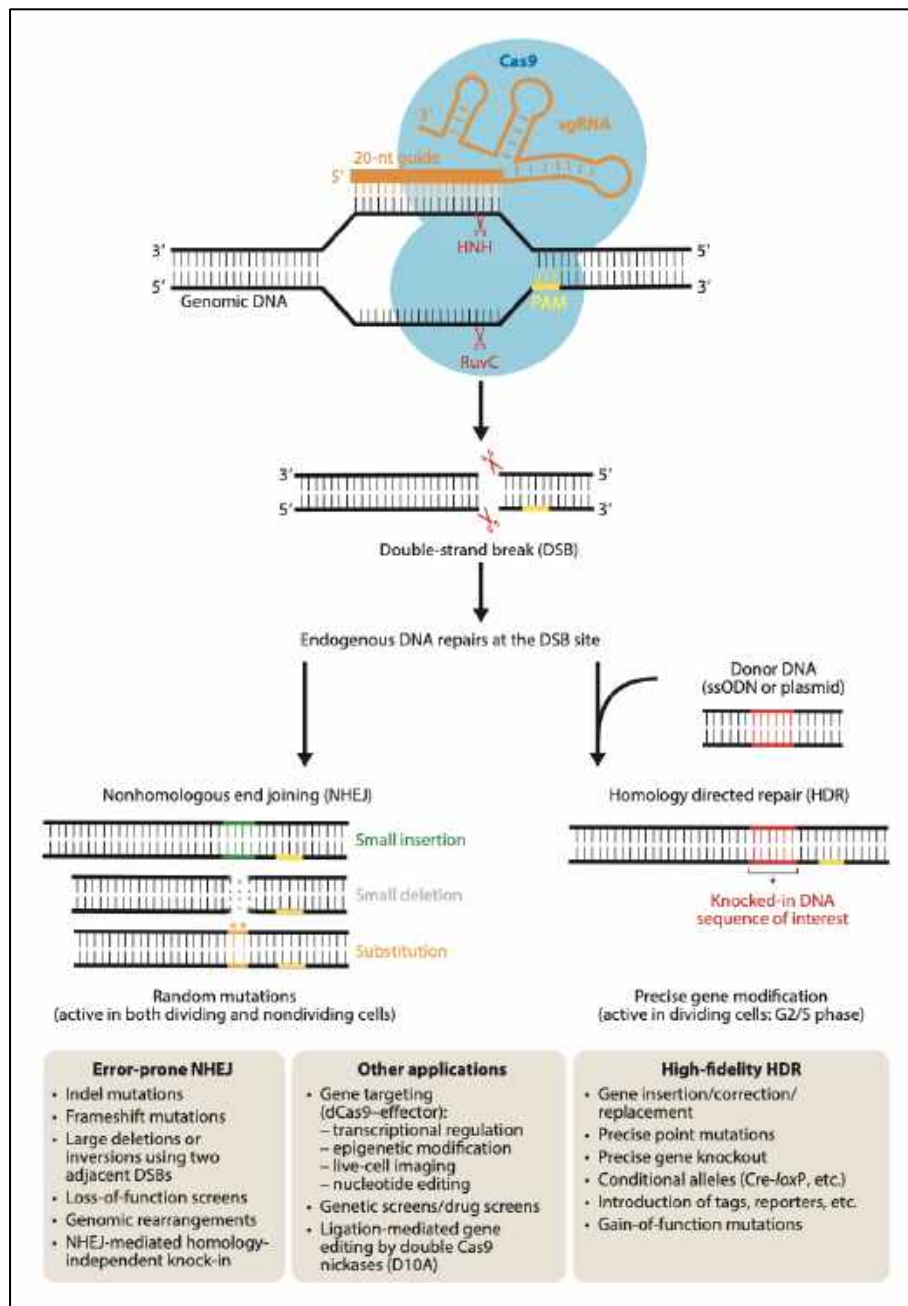 Cas9
3′
sgRNA
20-nt guide
5′
HNH
3′
5′
5′
3′
Genomic DNA
PAM
RuvC
3′
5′
5′
3′
Double-strand break (DSB)
Endogenous DNA repairs at the DSB site
Donor DNA
(ssODN or plasmid)
Nonhomologous end joining (NHEJ)
Small insertion
Small deletion
Substitution
Random mutations
(active in both dividing and nondividing cells)
Homology directed repair (HDR)
Knocked-in DNA
sequence of interest
Precise gene modification
(active in dividing cells: G2/S phase)
Error-prone NHEJ
• Indel mutations
• Frameshift mutations
• Large deletions or
inversions using two
adjacent DSBs
• Loss-of-function screens
• Genomic rearrangements
• NHEJ-mediated homology-
independent knock-in
Other applications
• Gene targeting
(dCas9–effector):
– transcriptional regulation
– epigenetic modification
– live-cell imaging
– nucleotide editing
• Genetic screens/drug screens
• Ligation-mediated gene
editing by double Cas9
nickases (D10A)
High-fidelity HDR
• Gene insertion/correction/
replacement
• Precise point mutations
• Precise gene knockout
• Conditional alleles (Cre-loxP, etc.)
• Introduction of tags, reporters, etc.
• Gain-of-function mutations